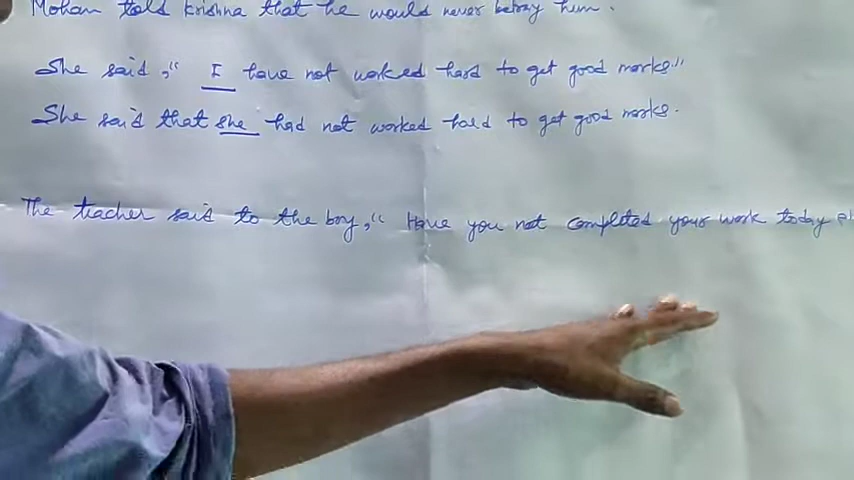 Mohan told Krishna that he would never betray him.
She said, "I have not worked hard to get good marks"
She said that she had not worked hard to get good marks.
The teacher said to the boy, " Have you not completed your work today